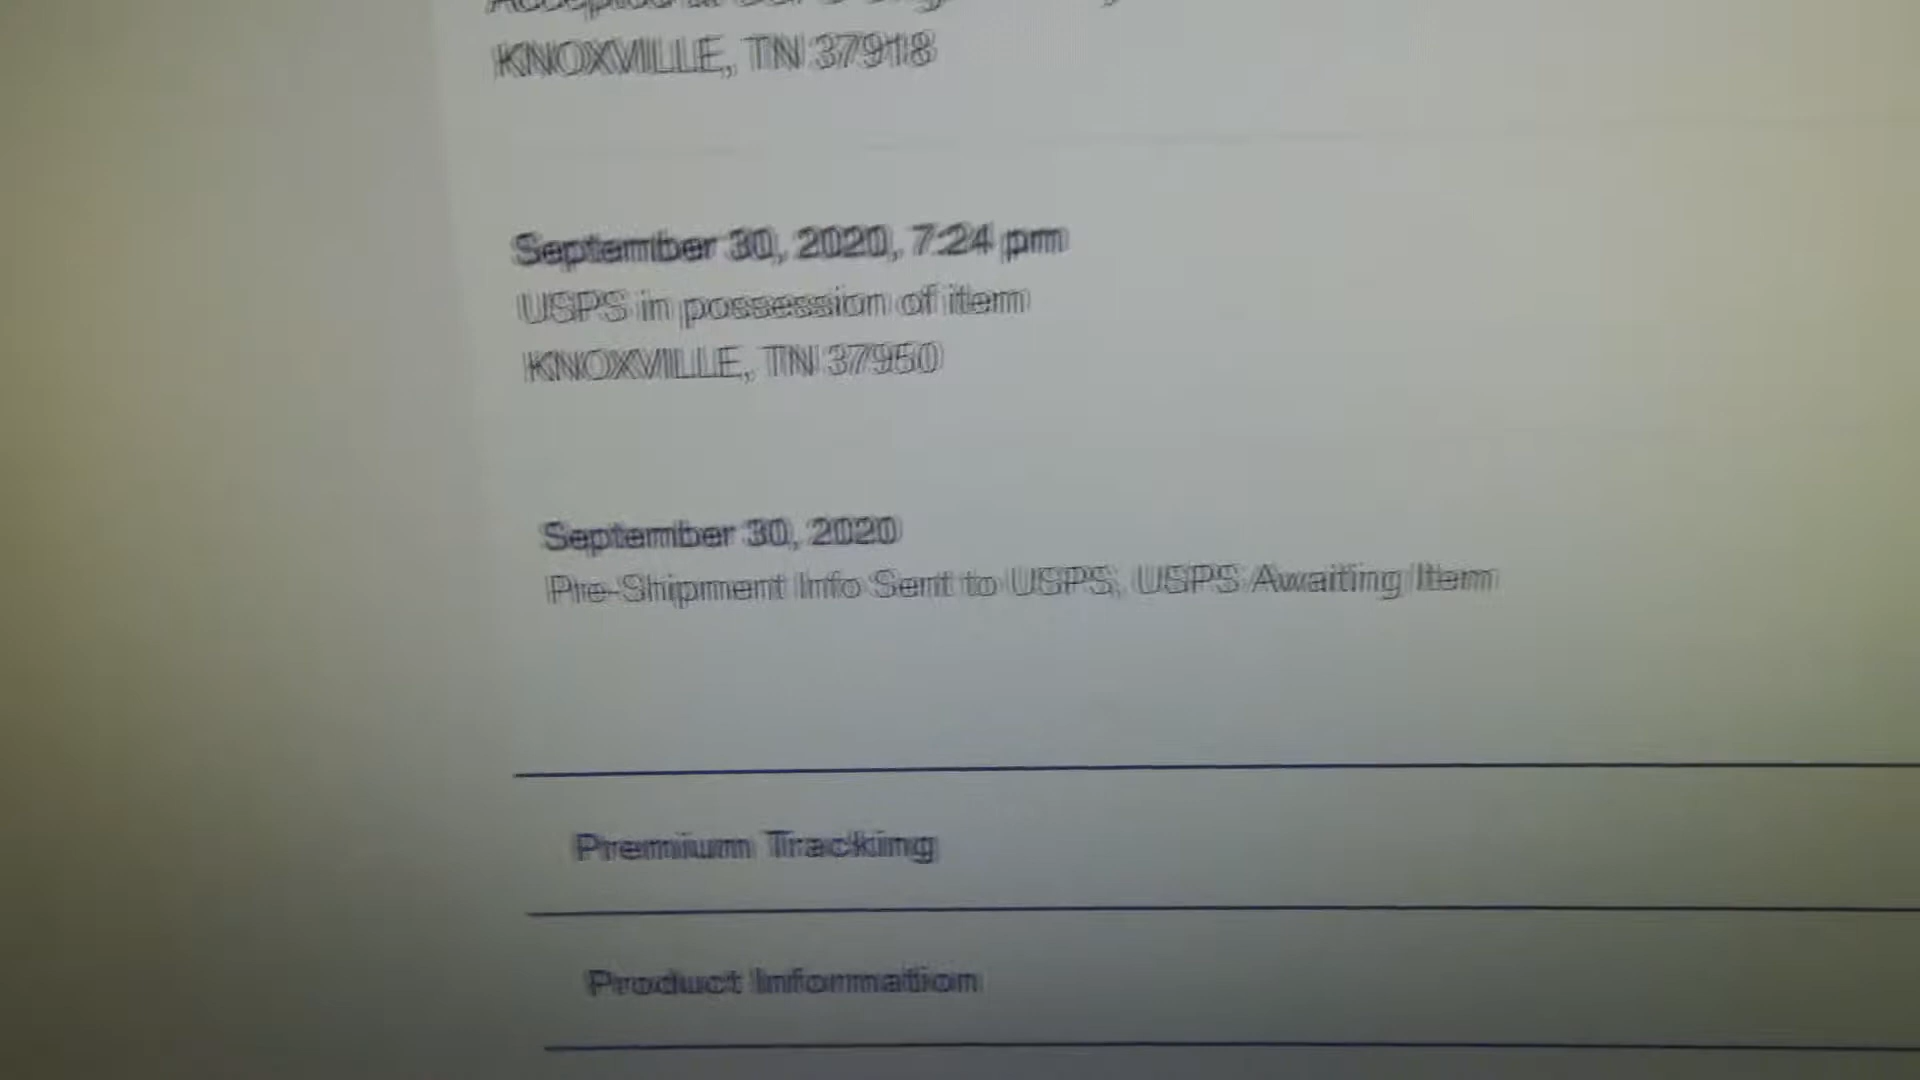 KNOXVILLE, TN 37918
September 30, 2020, 7:24 pm
USPS in possession of item
KNOXVILLE, TN 37950
September 30, 2020
Pre-Shipment Info Sent to USPS, USPS Awaiting Item
Premium Tracking
Product Information